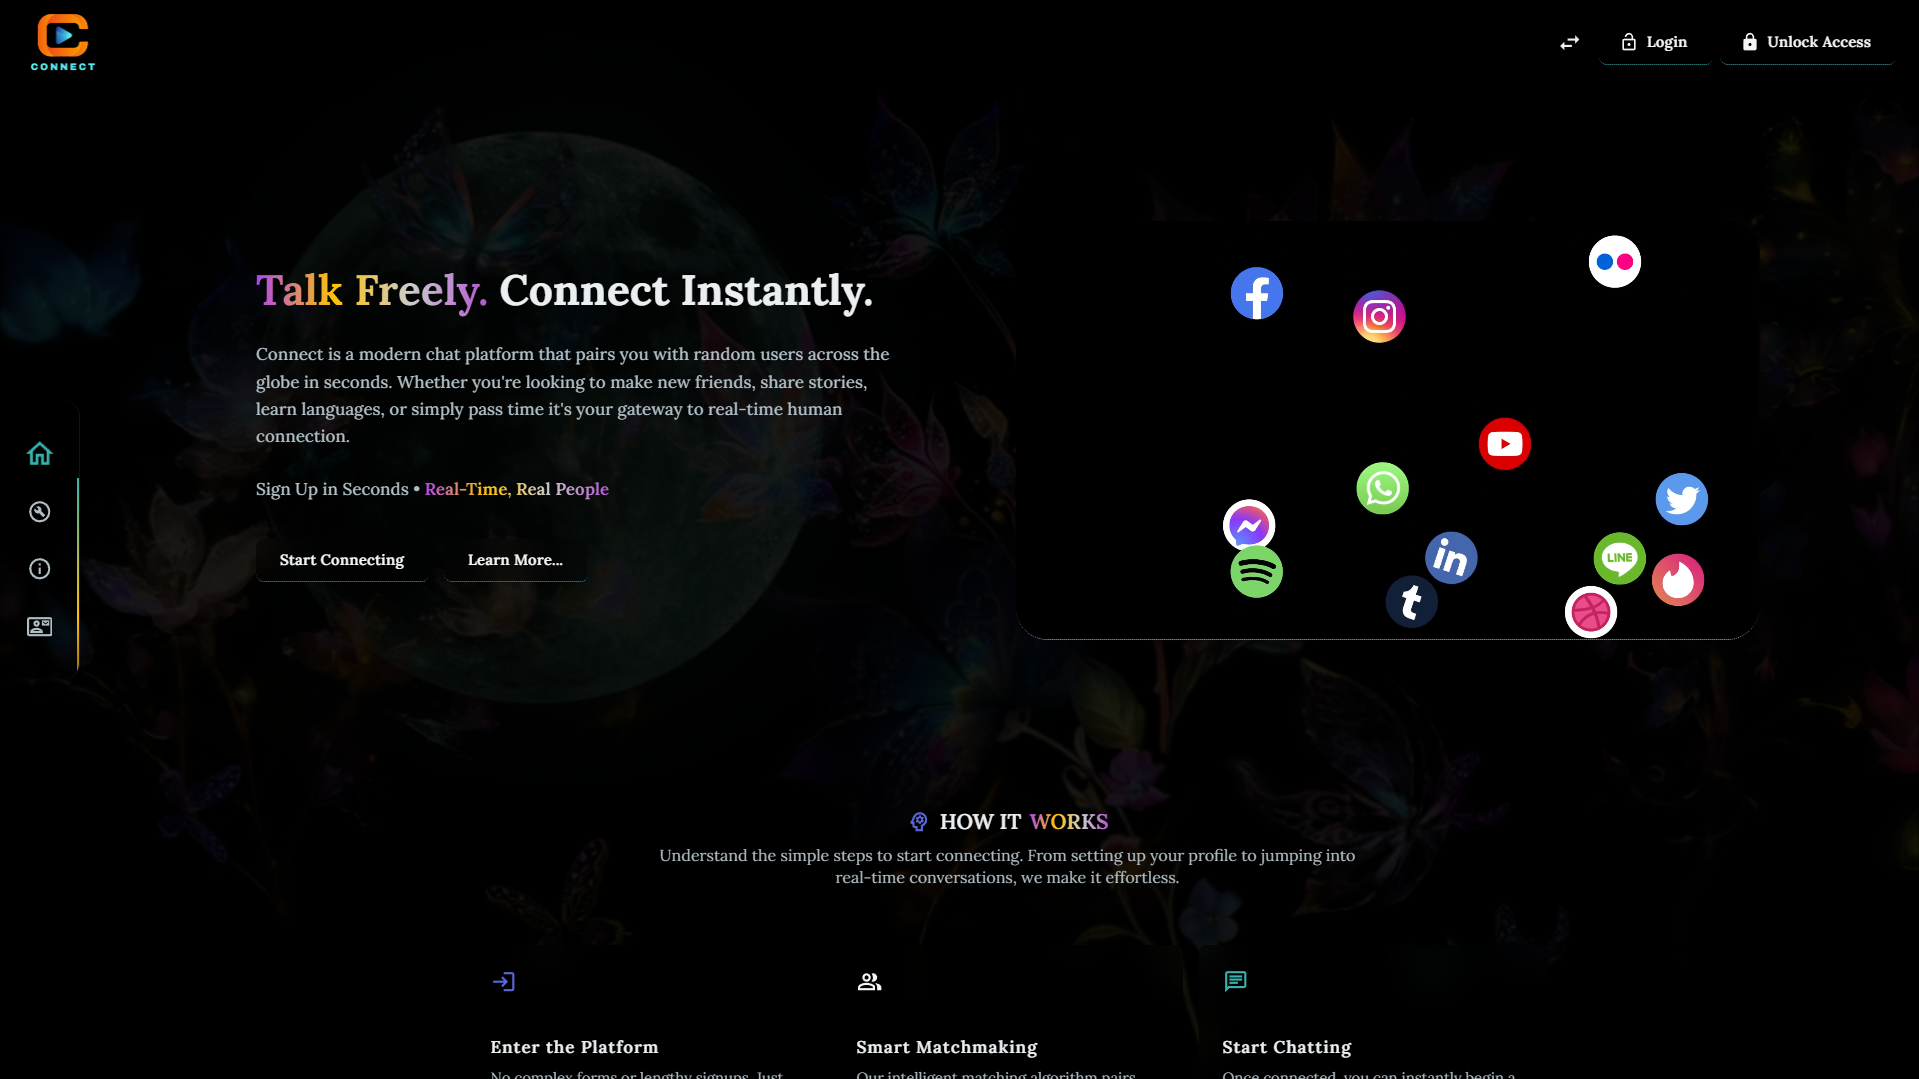 CONNECT
Login
Unlock Access
Talk Freely. Connect Instantly.
Connect is a modern chat platform that pairs you with random users across the
globe in seconds. Whether you're looking to make new friends, share stories,
learn languages, or simply pass time it's your gateway to real-time human
connection.
Sign Up in Seconds • Real-Time, Real People
Start Connecting
Learn More...
LINE
HOW IT WORKS
Understand the simple steps to start connecting. From setting up your profile to jumping into
real-time conversations, we make it effortless.
Enter the Platform
Smart Matchmaking
Start Chatting
No complex forms or lengthy signups. Just
Our intelligent matching algorithm pairs
Once connected, you can instantly begin a